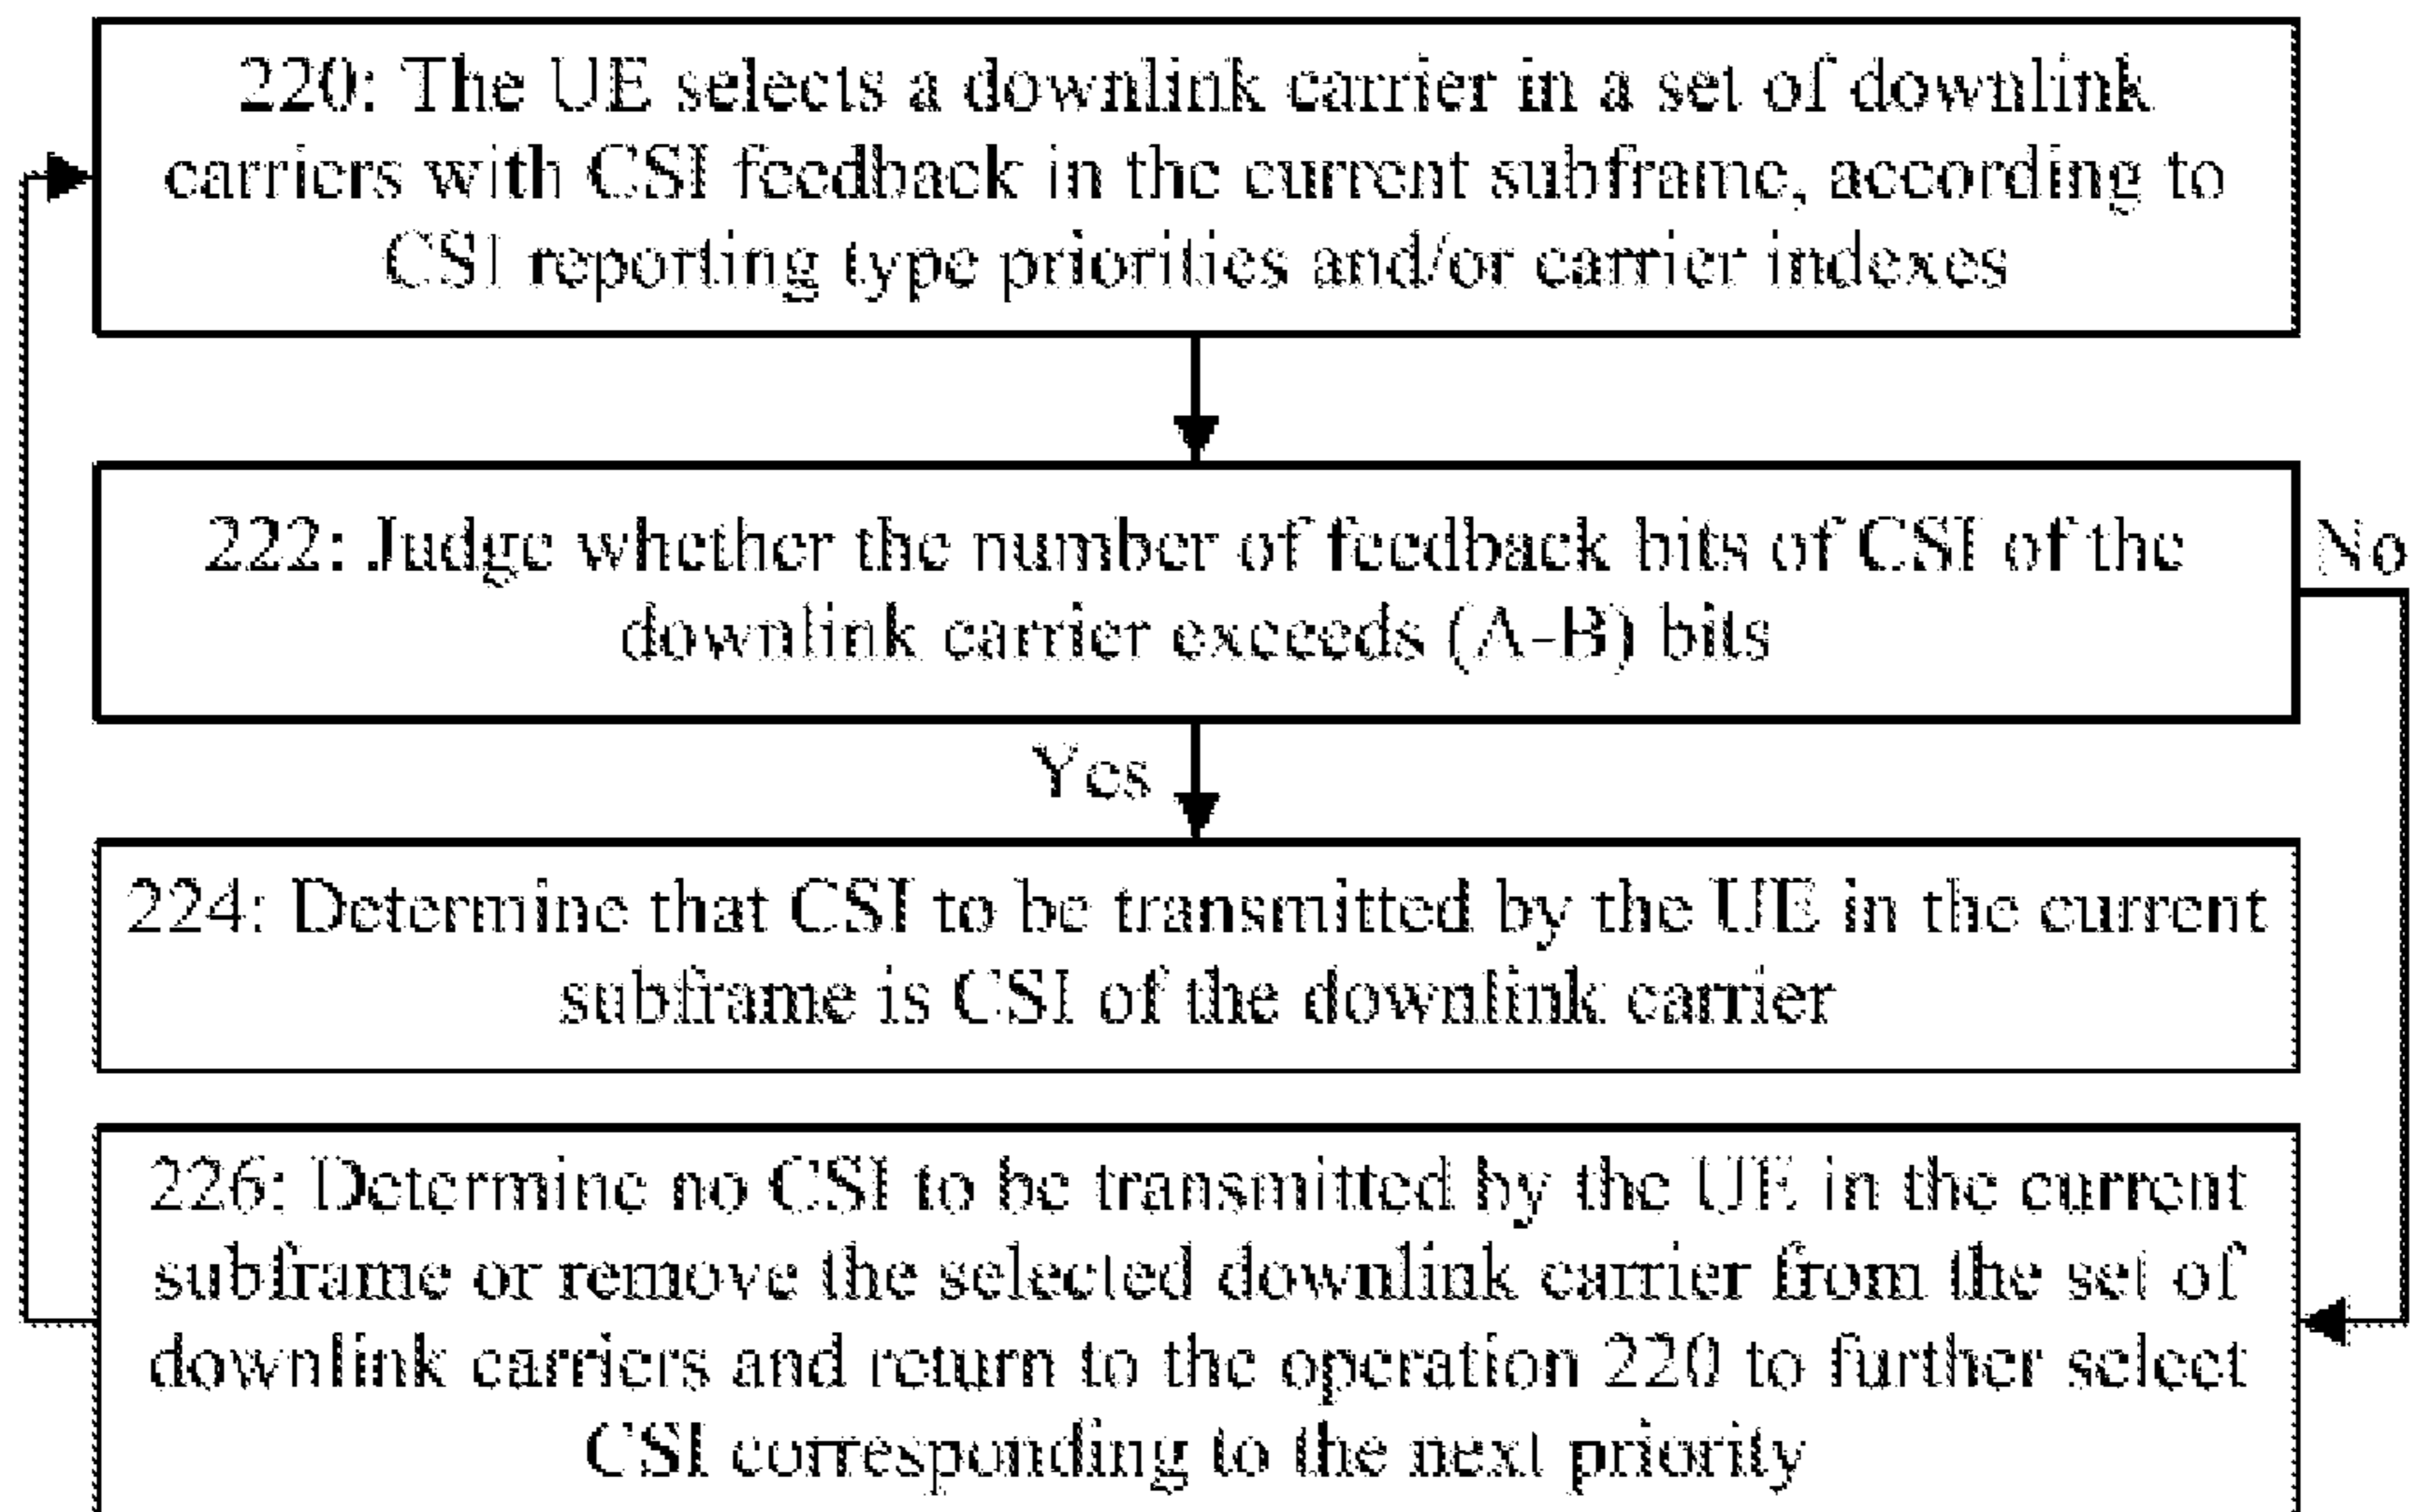 220: The UE selects a downlink carrier in a set of downlink
carriers with CSI feedback in the current subframe, according to
CSI reporting type priorities and/or carrier indexes
222: Judge whether the number of feedback bits of CSI of the
downlink carrier exceeds (A-B) bits
No
Yes
224: Determine that CSI to be transmitted by the UE in the current
subframe is CSI of the downlink carrier
226: Determine no CSI to be transmitted by the UE in the current
subframe or remove the selected downlink carrier from the set of
downlink carriers and return to the operation 220 to further select
CSI corresponding to the next priority